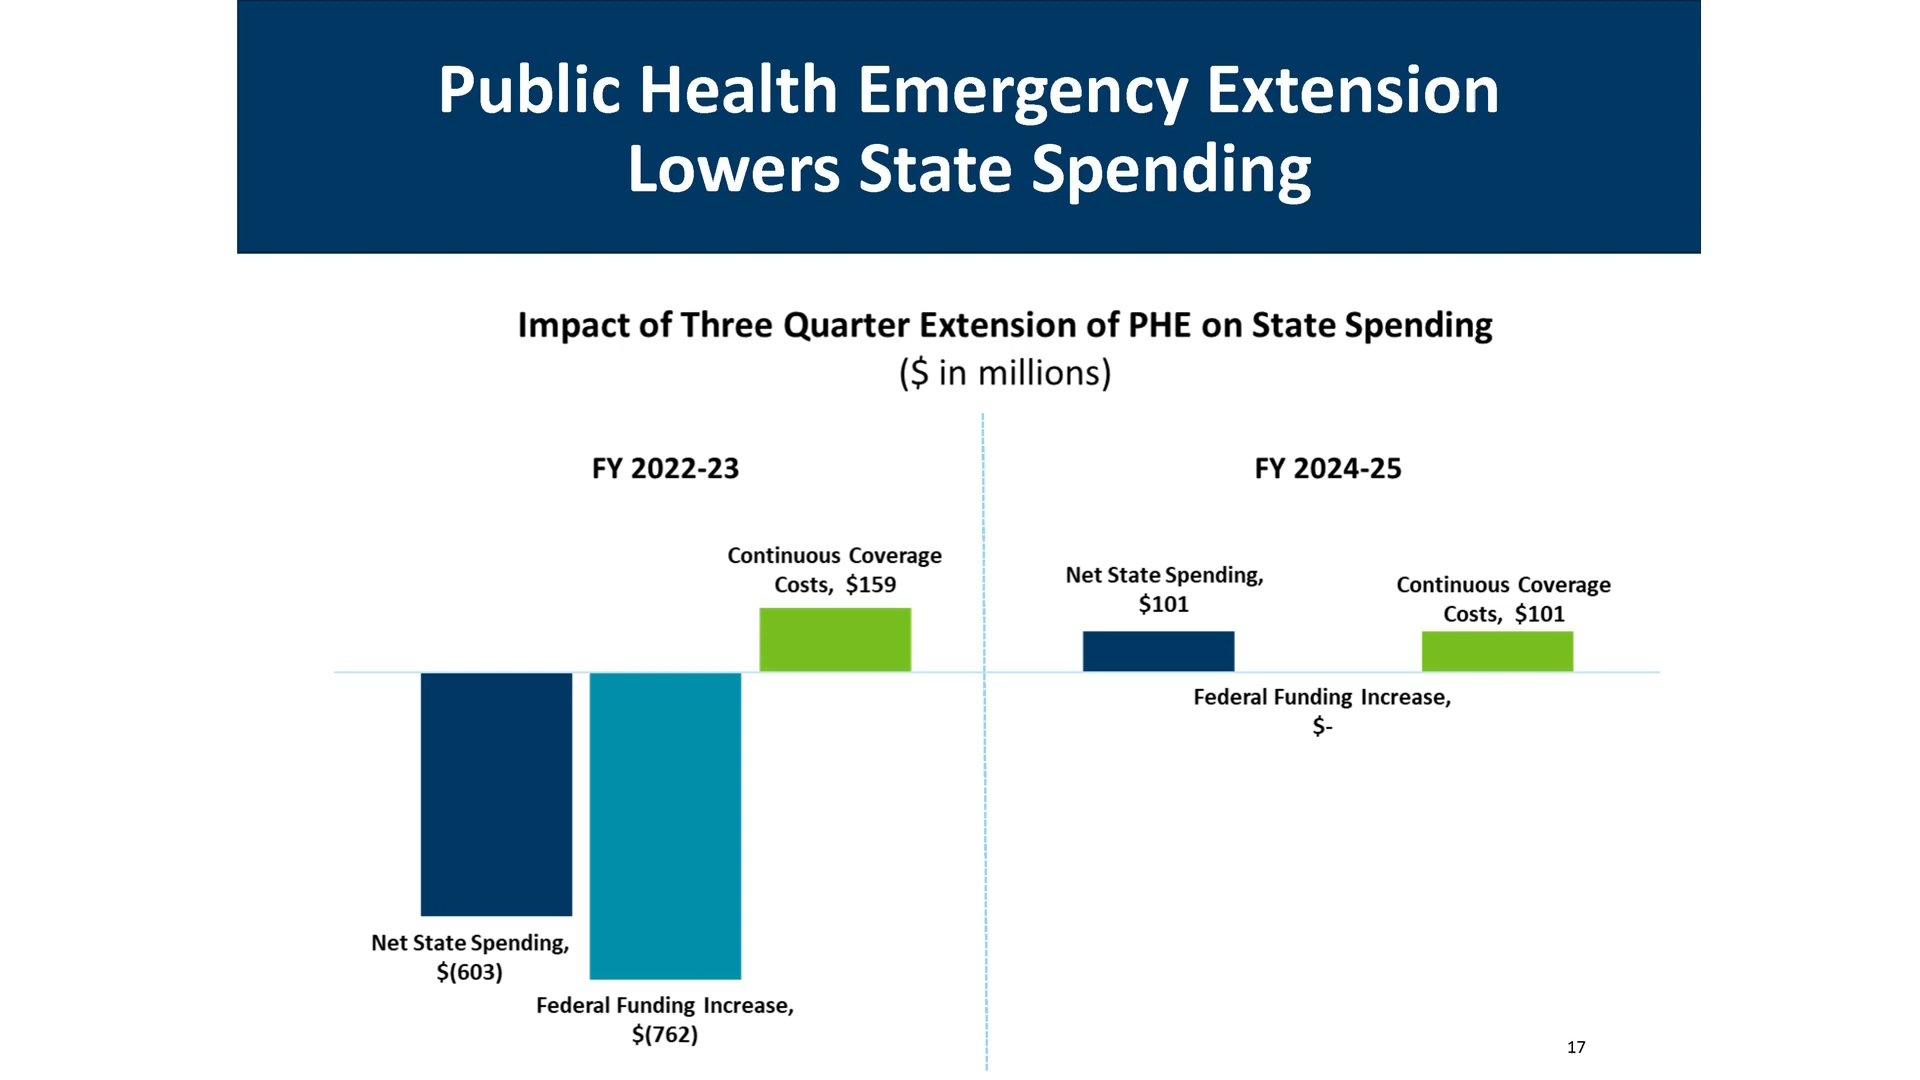 Public Health Emergency Extension
Lowers State Spending
Impact of Three Quarter Extension of PHE on State Spending
($ in millions)
FY 2022-23
Continuous Coverage
Costs, $159
Net State Spending,
$(603)
Federal Funding Increase,
$(762)
FY 2024-25
Net State Spending,
$101
Continuous Coverage
Costs, $101
Federal Funding Increase,
$-
17